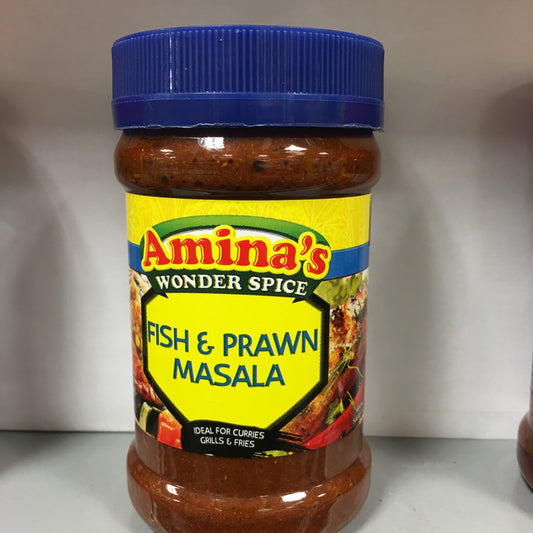 Amina's
WONDER SPICE
FISH & PRAWN
MASALA
IDEAL FOR CURRIES
GRILLS & FRIES